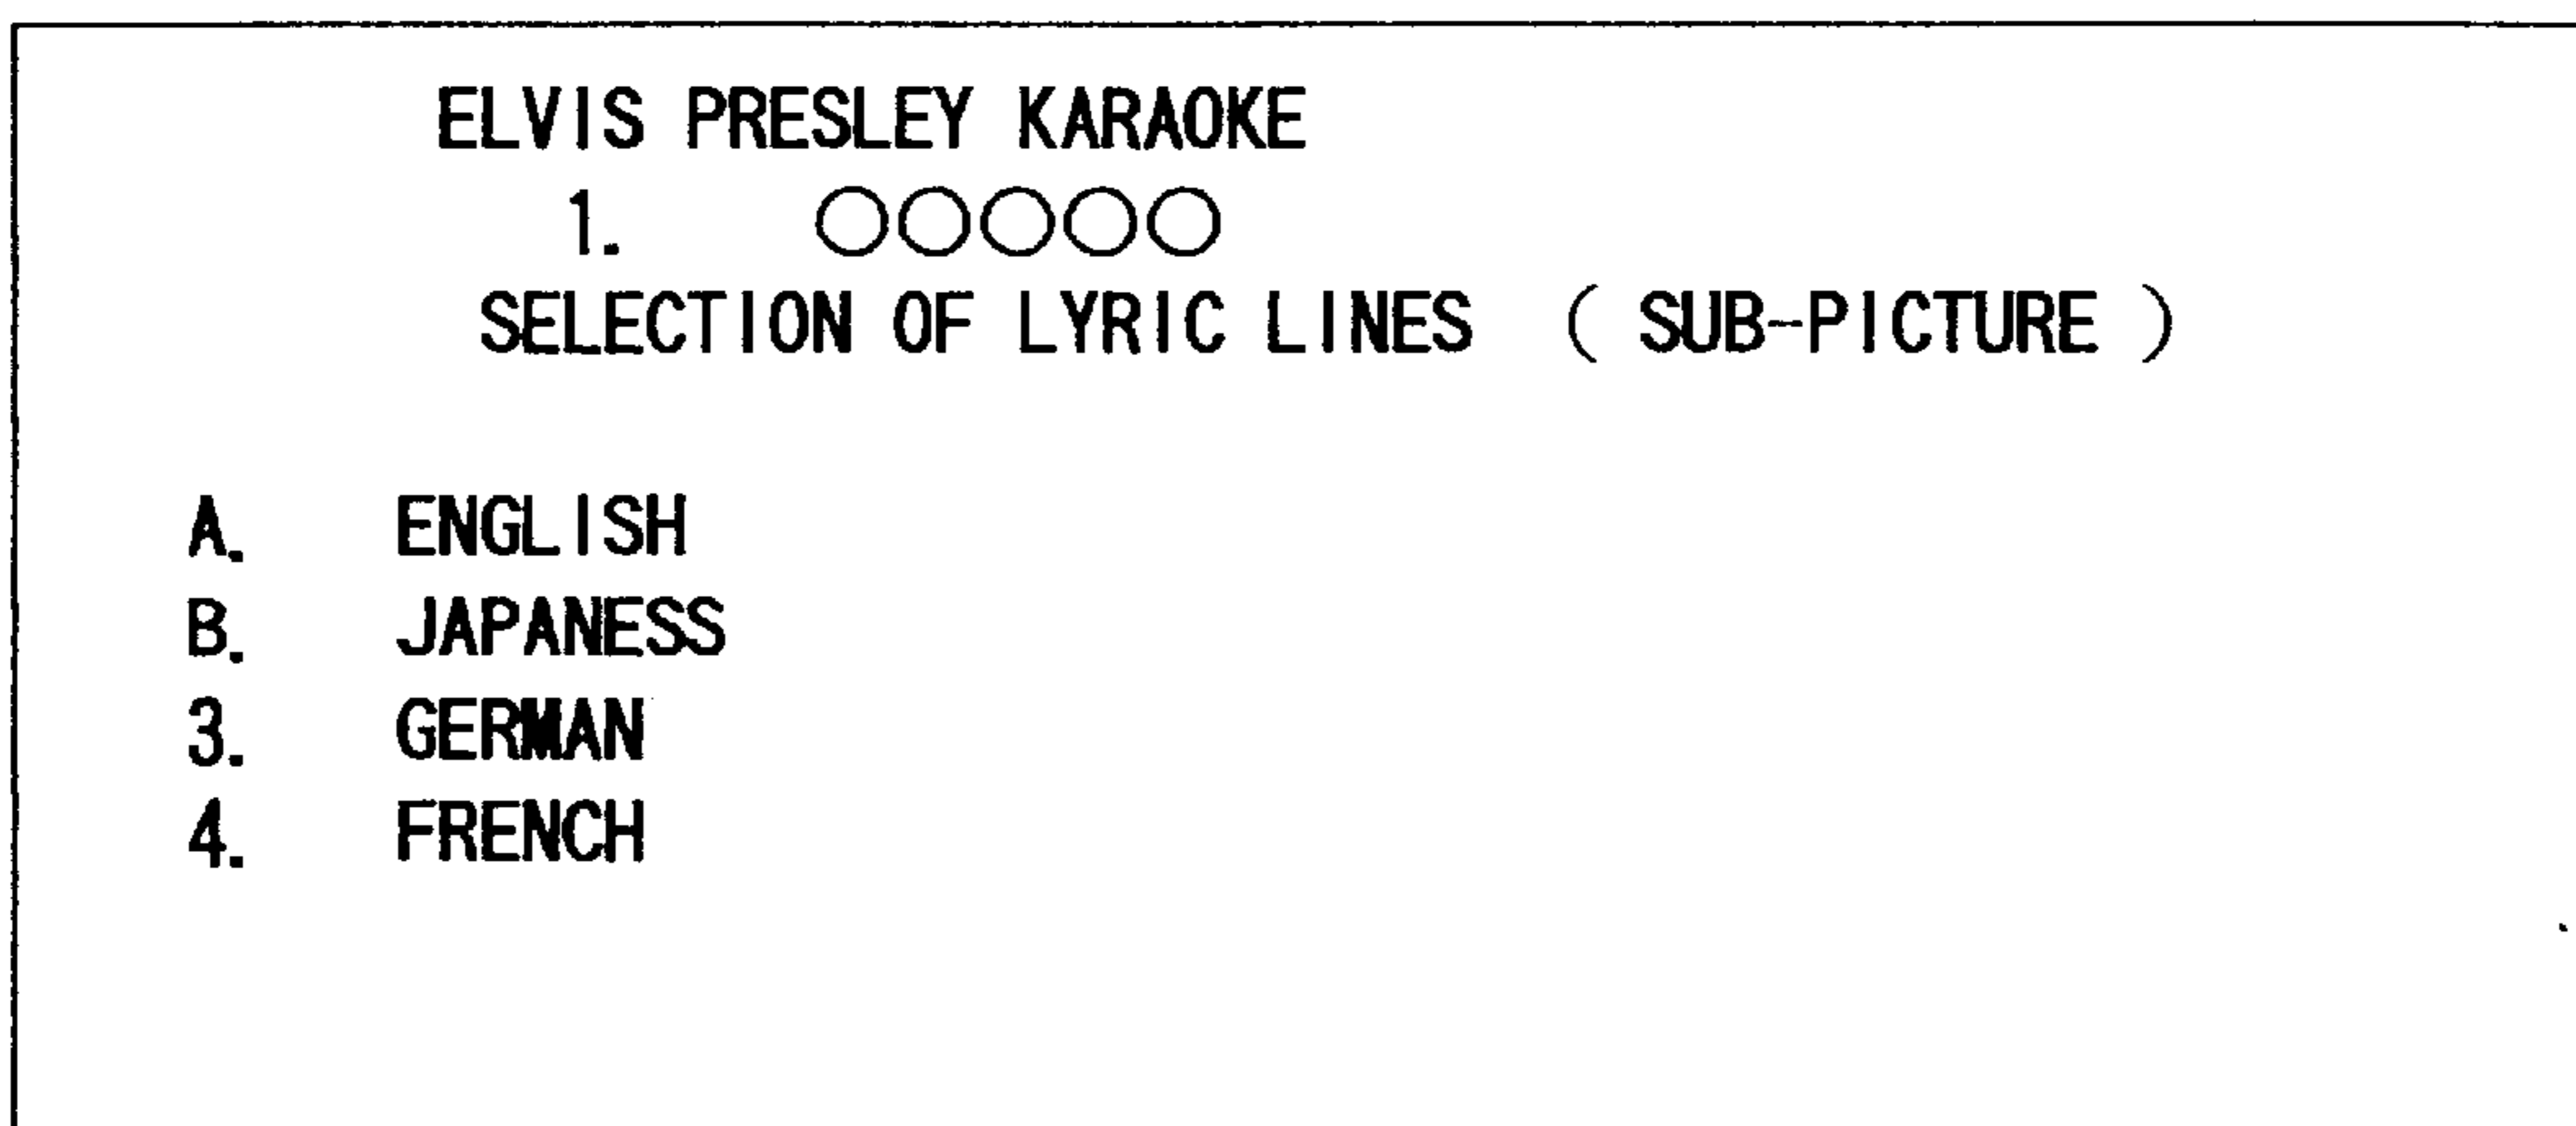 ELVIS PRESLEY KARAOKE
1. ○○○○○
SELECTION OF LYRIC LINES ( SUB-PICTURE )
A. ENGLISH
B. JAPANESS
3. GERMAN
4. FRENCH